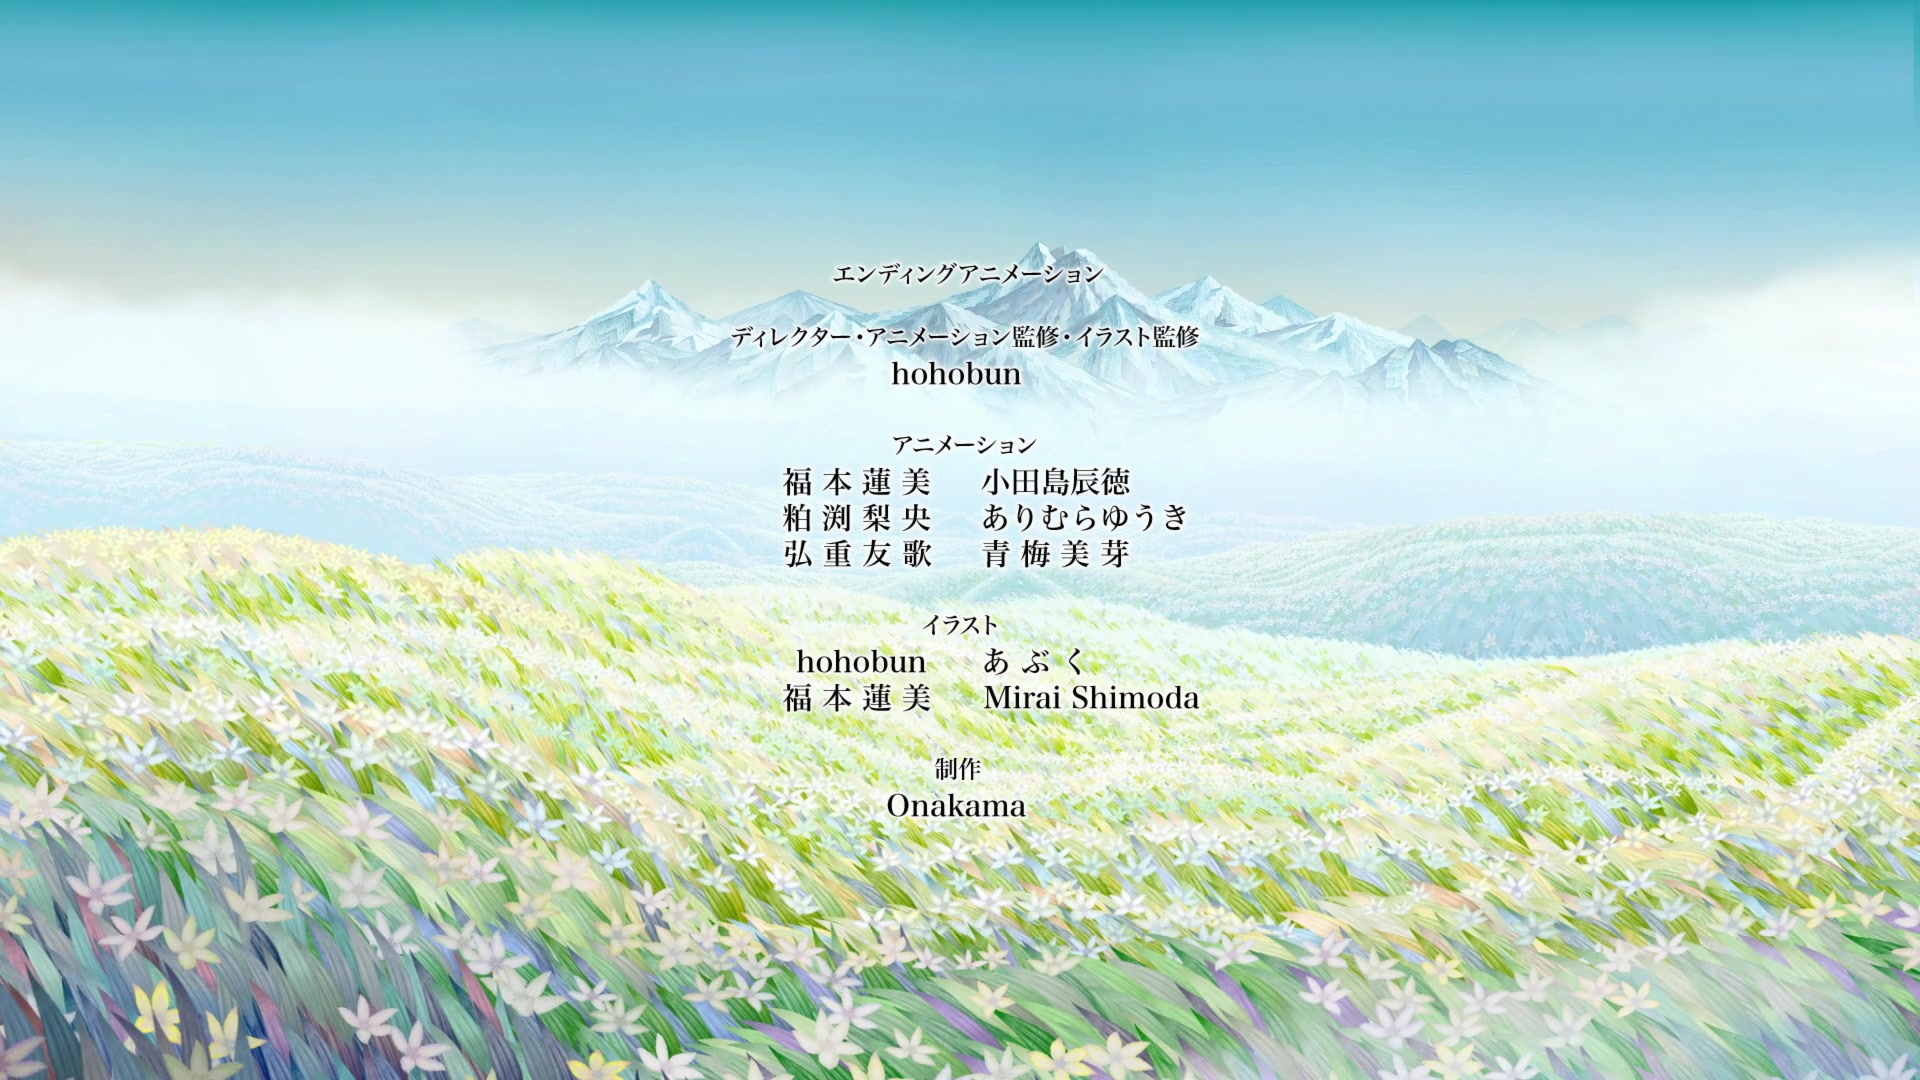 エンディングアニメーション
ディレクター・アニメーション監修・イラスト監修
hohobun
アニメーション
福本蓮美 小田島辰徳
粕渕梨央 ありむらゆうき
弘重友歌 青梅美芽
イラスト
hohobun あぶく
福本蓮美 Mirai Shimoda
制作
Onakama